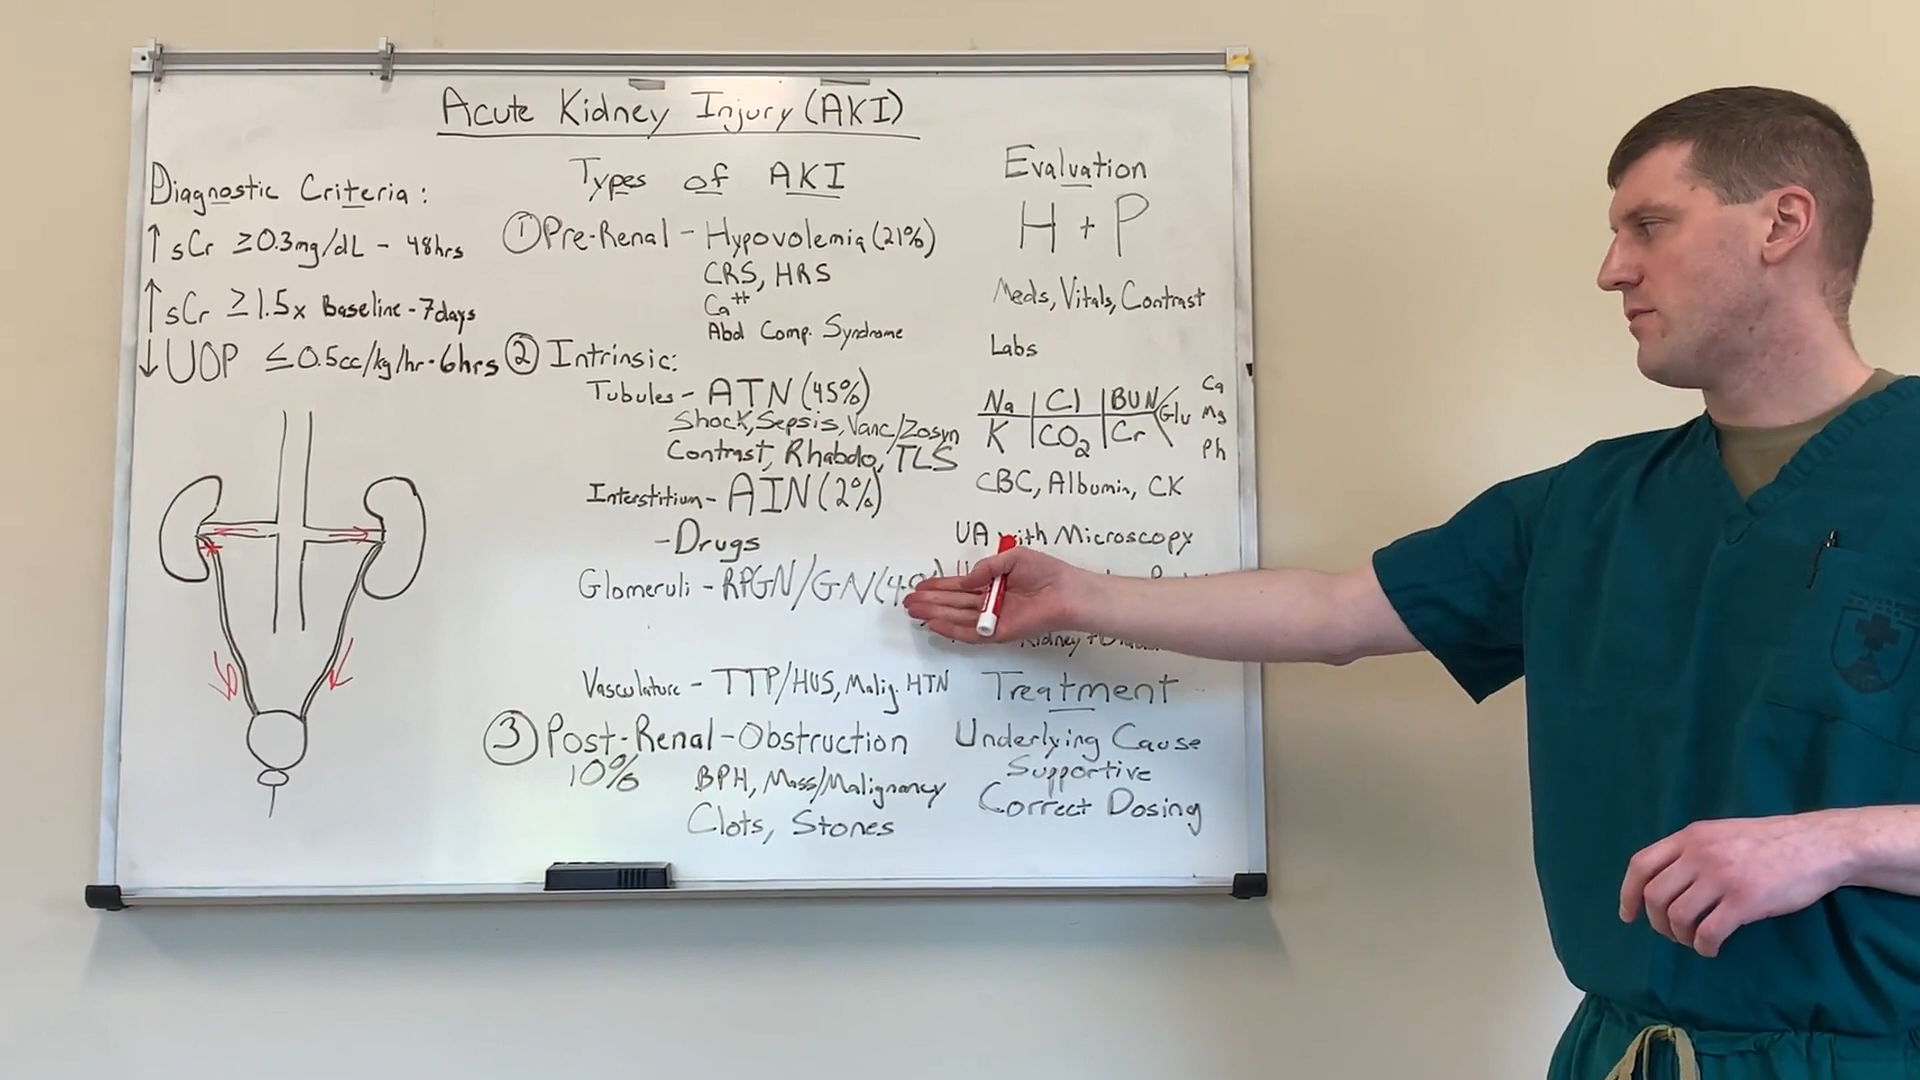 Acute Kidney Injury (AKI)
Diagnostic Criteria:
↑ sCr ≥0.3mg/dL - 48hrs
↑ sCr ≥1.5x Baseline - 7days
↓ UOP ≤0.5cc/kg/hr - 6hrs
Types of AKI
① Pre-Renal - Hypovolemia (21%)
CRS, HRS
Ca++
Abd Comp. Syndrome
② Intrinsic:
Tubules - ATN (45%)
Shock, Sepsis, Vanc/Zosyn
Contrast, Rhabdo, TLS
Interstitium - AIN (2%)
- Drugs
Glomeruli - RPGN/GN (4
Vasculature - TTP/HUS, Malig. HTN
③ Post-Renal - Obstruction
10%
BPH, Mass/Malignancy
Clots, Stones
Evaluation
H + P
Meds, Vitals, Contrast
Labs
Na Cl BUN Glu Ca
K CO2 Cr Mg
Ph
CBC, Albumin, CK
UA with Microscopy
Kidney +
Treatment
Underlying Cause
Supportive
Correct Dosing